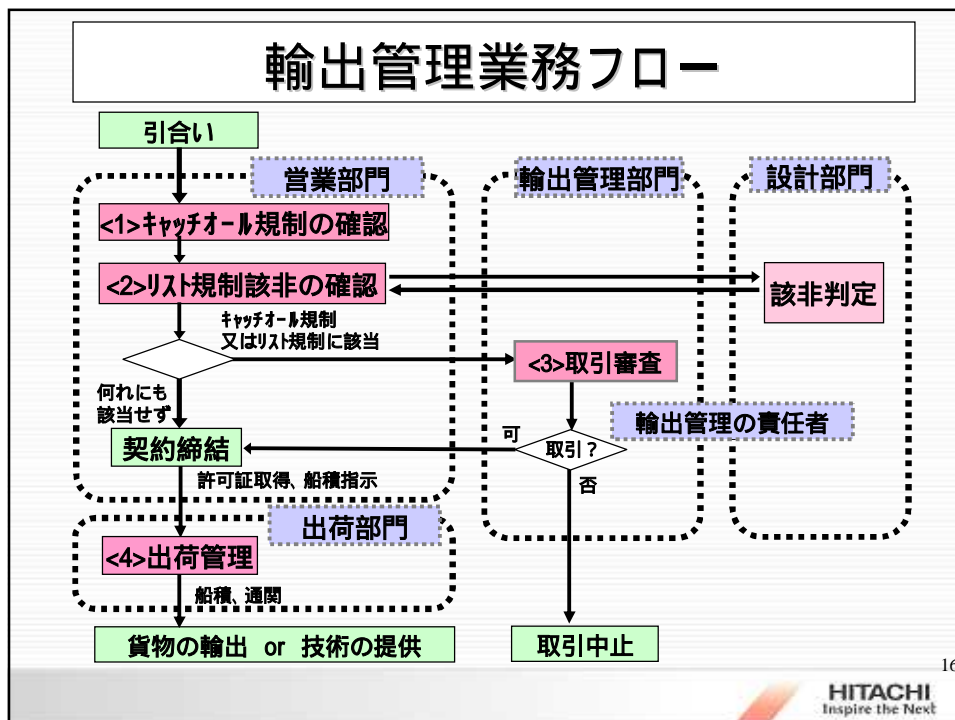 輸出管理業務フロー
引合い
営業部門
輸出管理部門
設計部門
<1>ｷｬｯﾁｵｰﾙ規制の確認
<2>ﾘｽﾄ規制該非の確認
該非判定
ｷｬｯﾁｵｰﾙ規制
又はﾘｽﾄ規制に該当
<3>取引審査
何れにも
該当せず
輸出管理の責任者
契約締結
可
取引？
否
許可証取得、船積指示
出荷部門
<4>出荷管理
船積、通関
貨物の輸出 or 技術の提供
取引中止
16
HITACHI
Inspire the Next